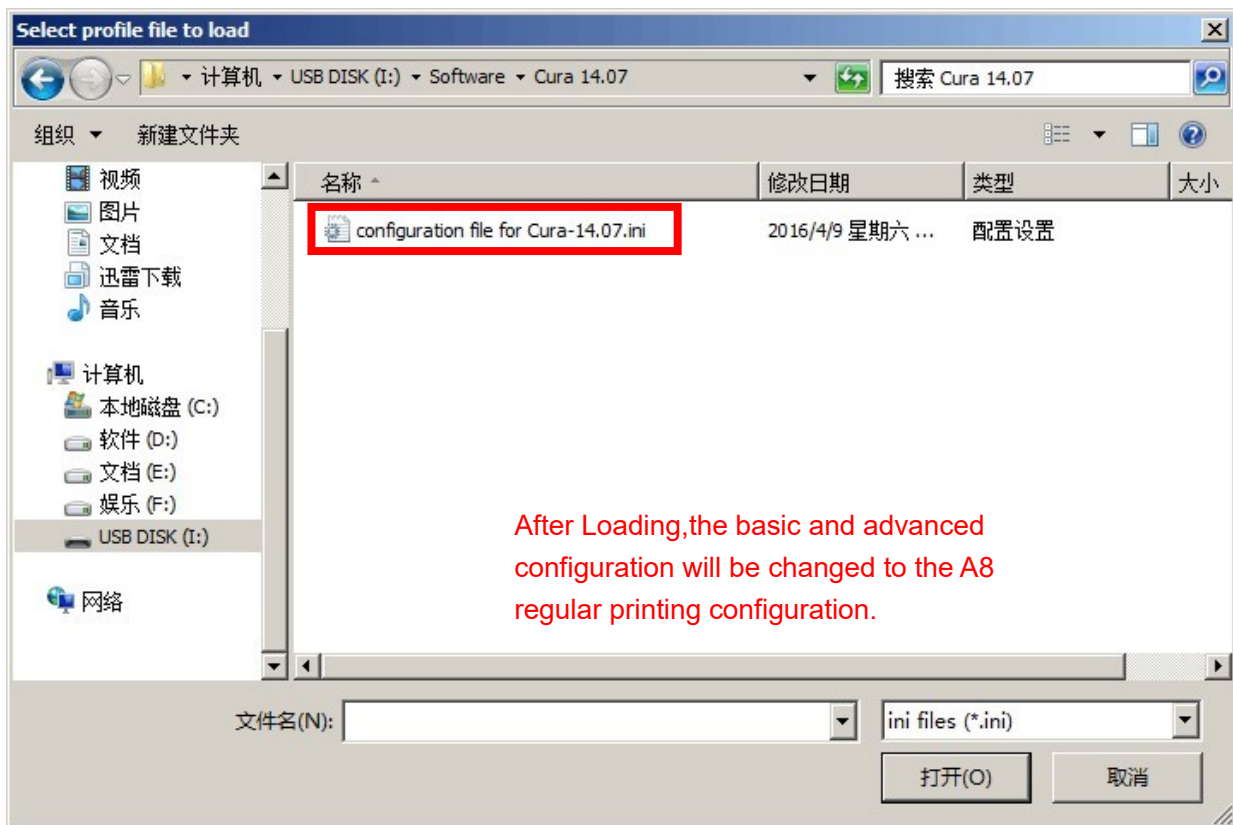 Select profile file to load
计算机 USB DISK (I:) Software Cura 14.07 搜索 Cura 14.07
组织 新建文件夹
视频
图片
文档
迅雷下载
音乐
计算机
本地磁盘 (C:)
软件 (D:)
文档 (E:)
娱乐 (F:)
USB DISK (I:)
网络
名称 修改日期 类型 大小
configuration file for Cura-14.07.ini 2016/4/9 星期六 ... 配置设置
After Loading,the basic and advanced
configuration will be changed to the A8
regular printing configuration.
文件名(N): ini files (*.ini)
打开(O) 取消